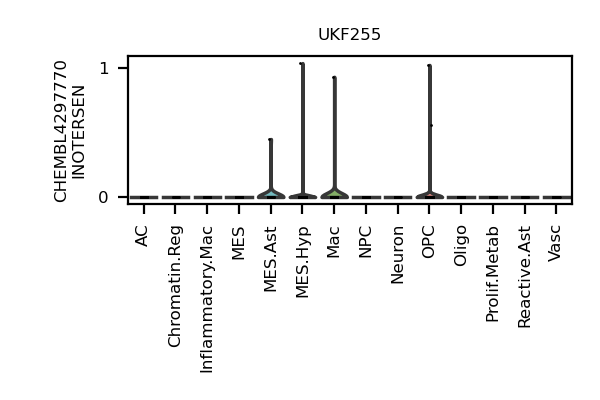 UKF255
CHEMBL4297770
INOTERSEN
1
0
AC
Chromatin.Reg
Inflammatory.Mac
MES
MES.Ast
MES.Hyp
Mac
NPC
Neuron
OPC
Oligo
Prolif.Metab
Reactive.Ast
Vasc